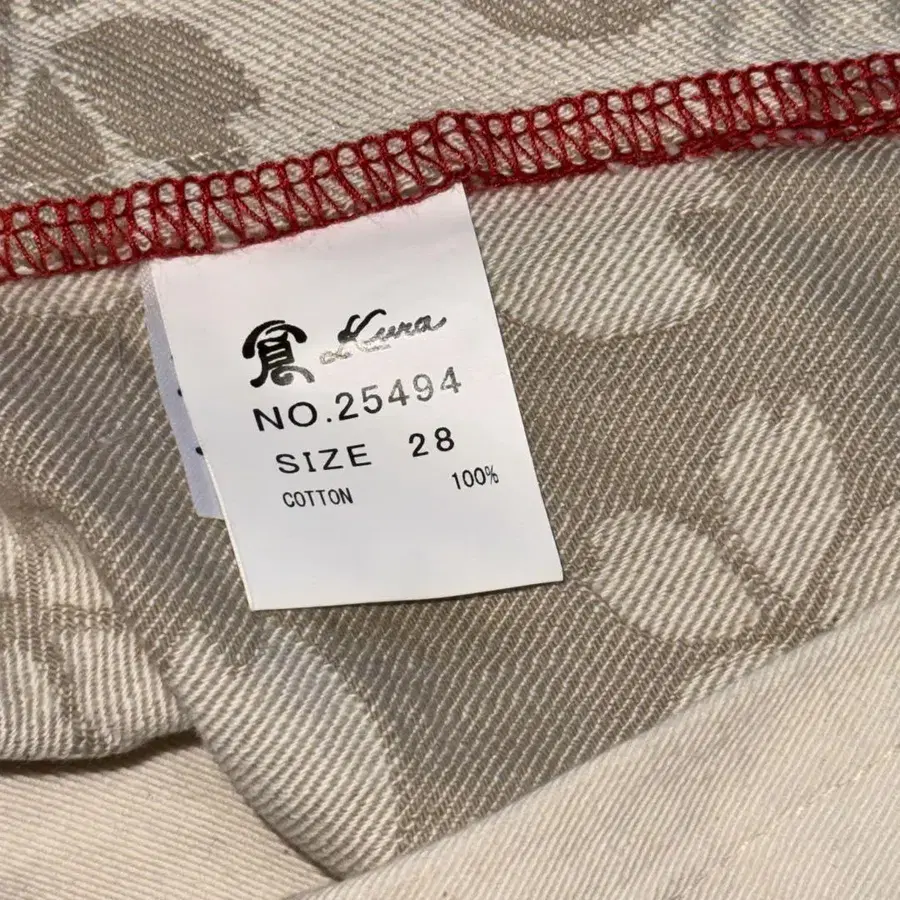 倉 Kura
NO.25494
SIZE 28
COTTON 100%